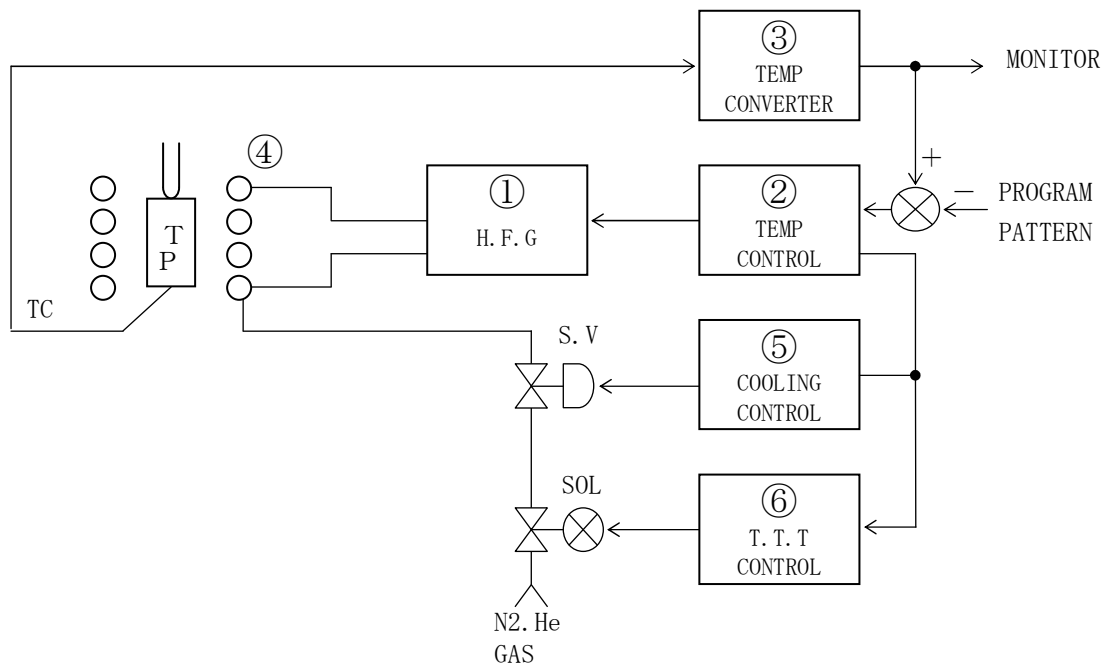 ③
TEMP
CONVERTER
MONITOR
④
①
H.F.G
②
TEMP
CONTROL
+
− PROGRAM
PATTERN
T
P
TC
S.V
⑤
COOLING
CONTROL
SOL
⑥
T.T.T
CONTROL
N2.He
GAS